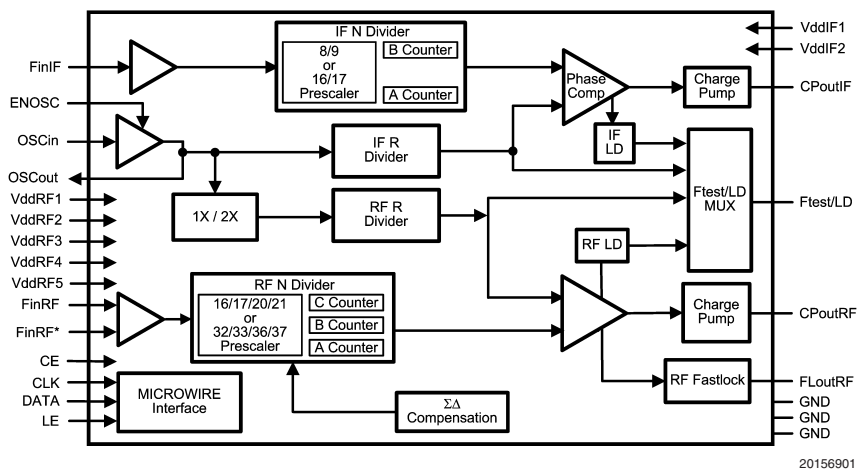 IF N Divider
8/9
or
16/17
Prescaler
B Counter
A Counter
FinIF
ENOSC
OSCin
OSCout
VddRF1
VddRF2
VddRF3
VddRF4
VddRF5
FinRF
FinRF*
CE
CLK
DATA
LE
Phase
Comp
Charge
Pump
IF
LD
IF R
Divider
1X / 2X
RF R
Divider
Ftest/LD
MUX
RF LD
RF N Divider
16/17/20/21
or
32/33/36/37
Prescaler
C Counter
B Counter
A Counter
Charge
Pump
RF Fastlock
MICROWIRE
Interface
ΣΔ
Compensation
VddIF1
VddIF2
CPoutIF
Ftest/LD
CPoutRF
FLoutRF
GND
GND
GND
20156901